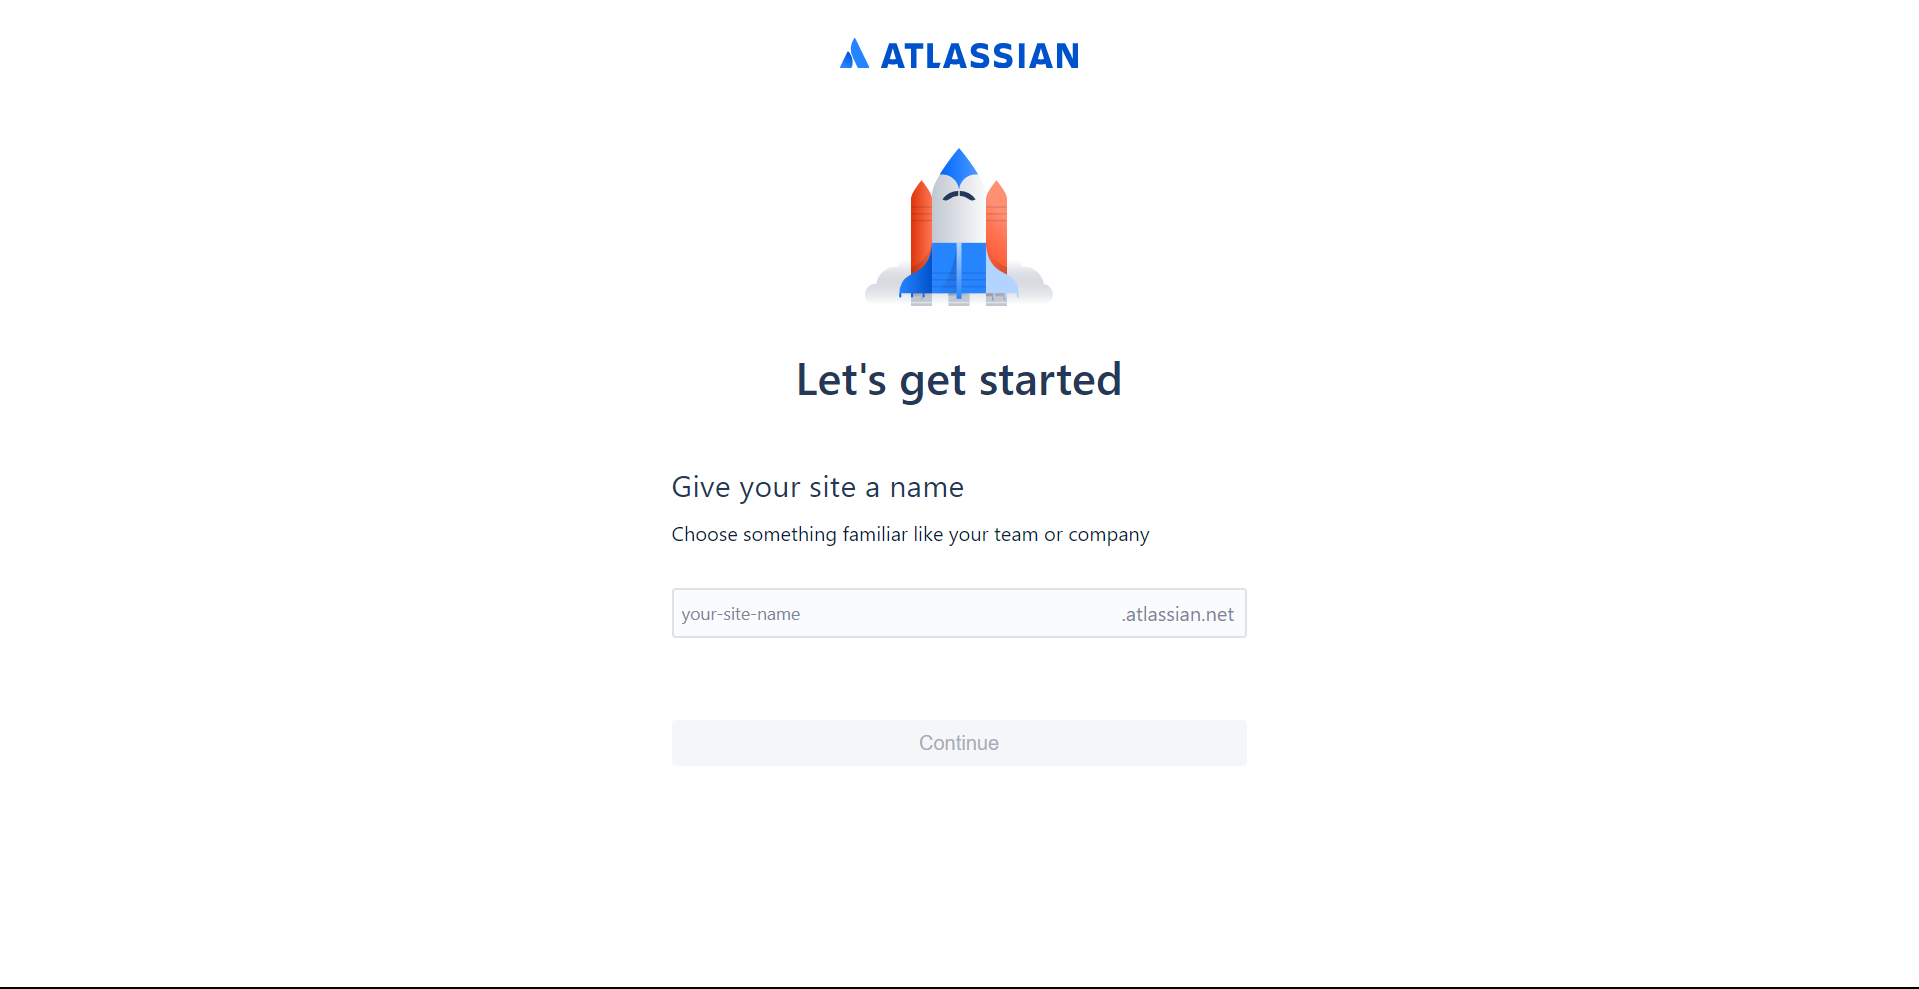 ATLASSIAN
Let's get started
Give your site a name
Choose something familiar like your team or company
your-site-name .atlassian.net
Continue